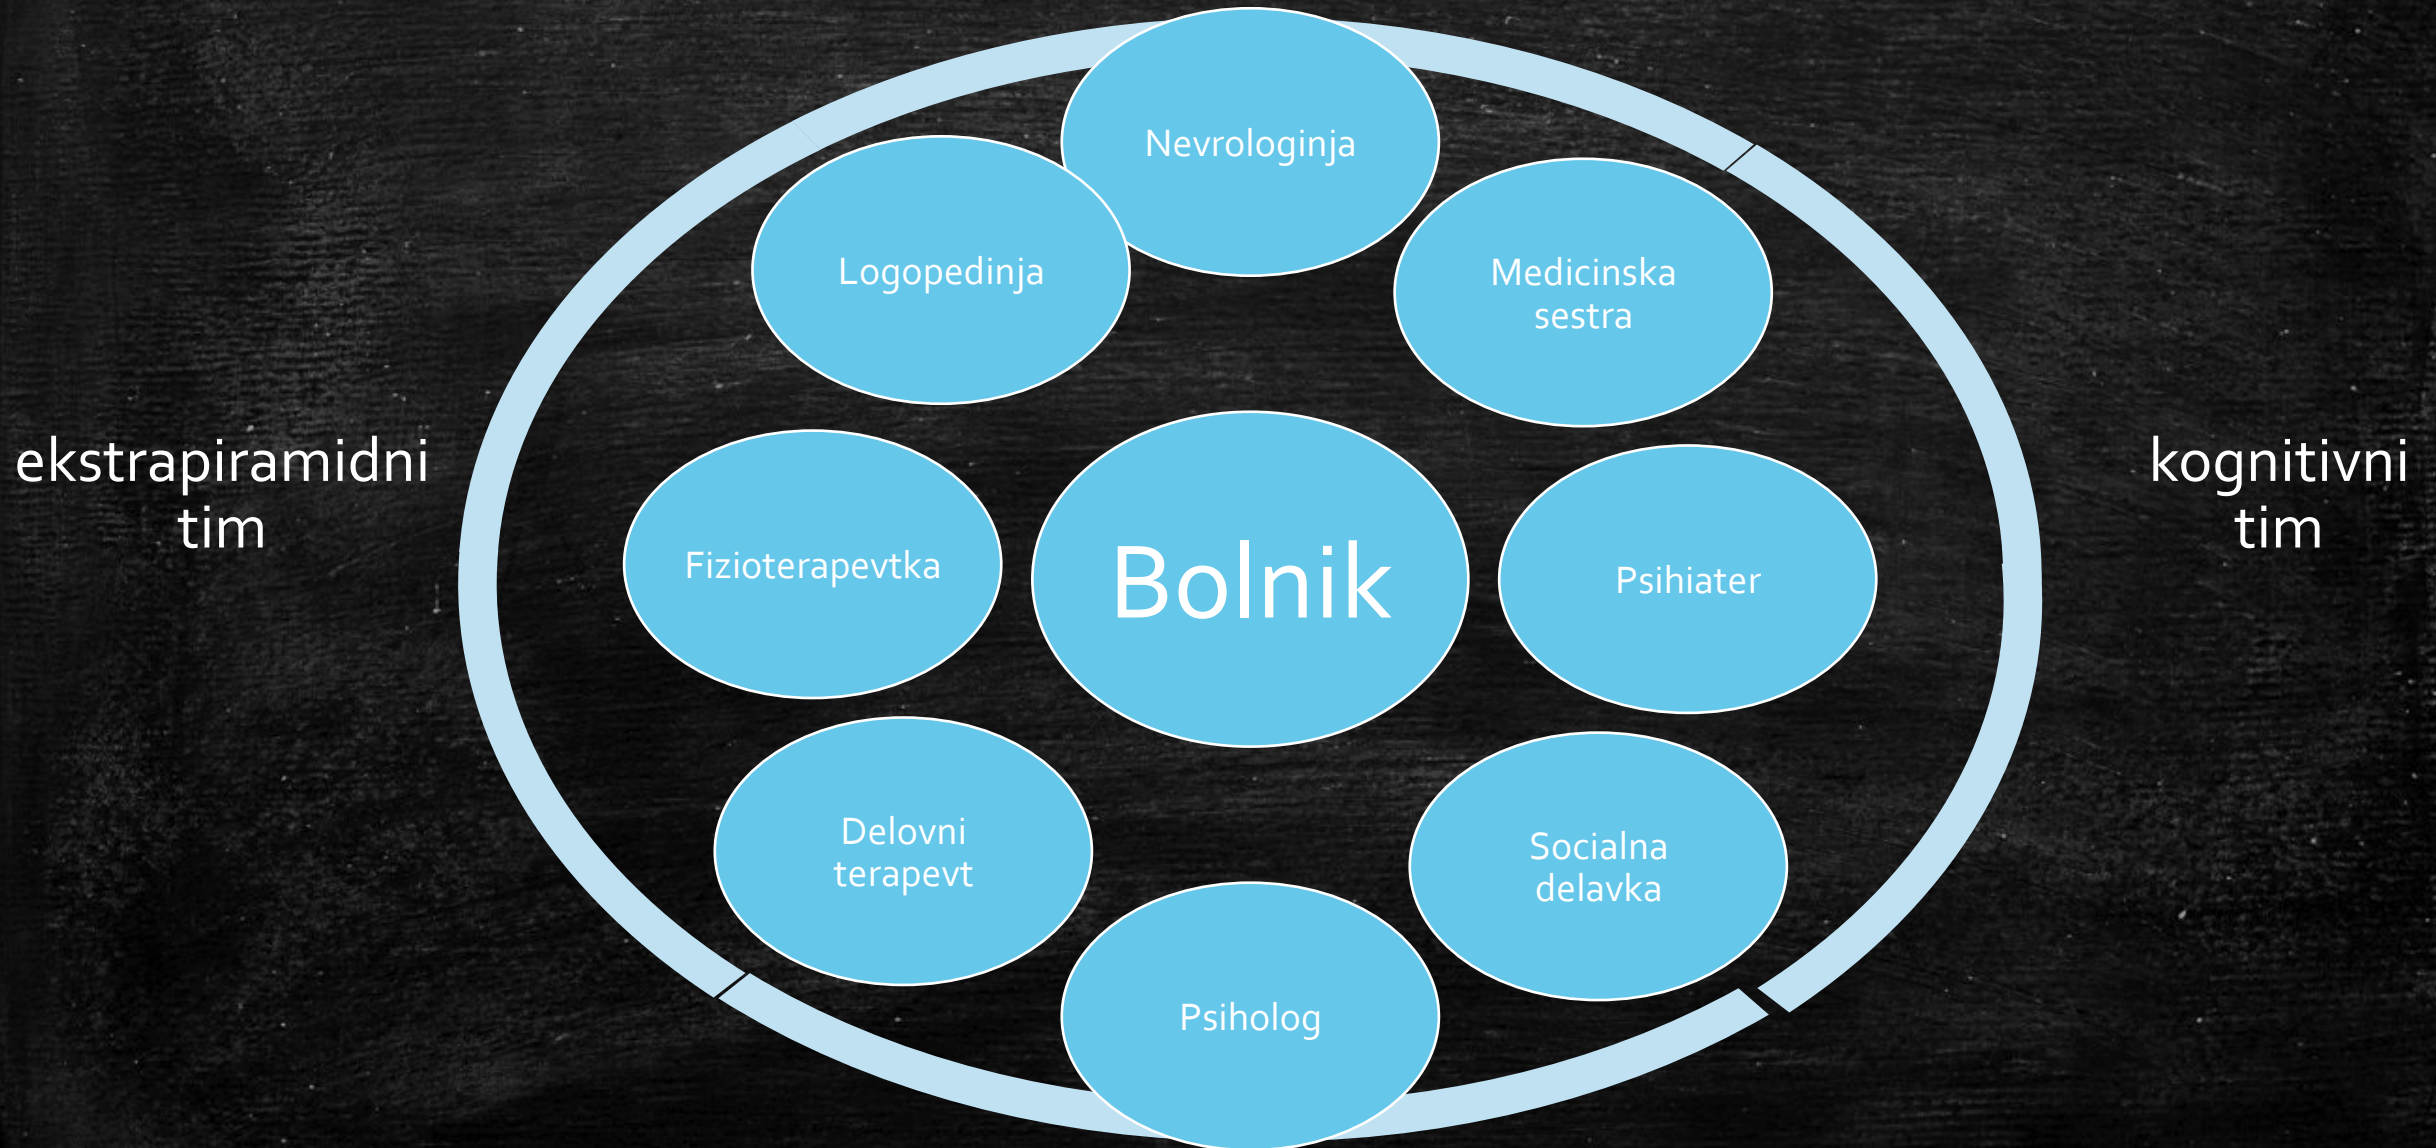 Nevrologinja
Logopedinja
Medicinska
sestra
ekstrapiramidni
tim
kognitivni
tim
Fizioterapevtka
Bolnik
Psihiater
Delovni
terapevt
Socialna
delavka
Psiholog